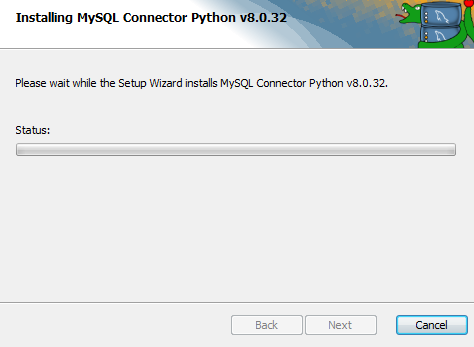 Installing MySQL Connector Python v8.0.32
Please wait while the Setup Wizard installs MySQL Connector Python v8.0.32.
Status:
Back
Next
Cancel